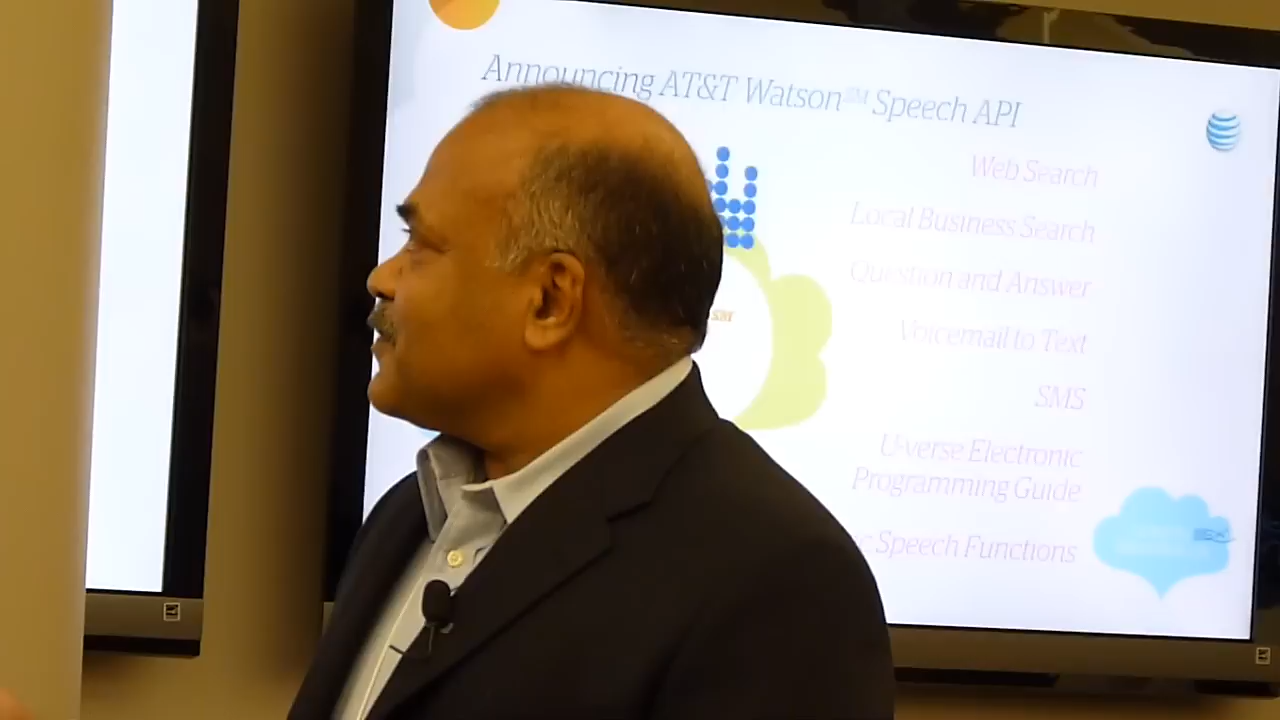 Announcing AT&T Watson℠ Speech API
Web Search
Local Business Search
Question and Answer
Voicemail to Text
SMS
U-verse Electronic
Programming Guide
Speech Functions